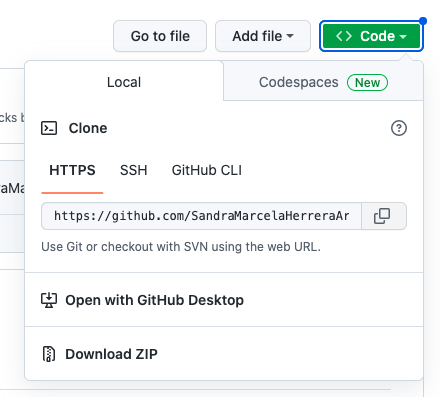 Go to file Add file <> Code
Local Codespaces New
cks b
Clone
raMa
HTTPS SSH GitHub CLI
https://github.com/SandraMarcelaHerreraAr
Use Git or checkout with SVN using the web URL.
Open with GitHub Desktop
Download ZIP